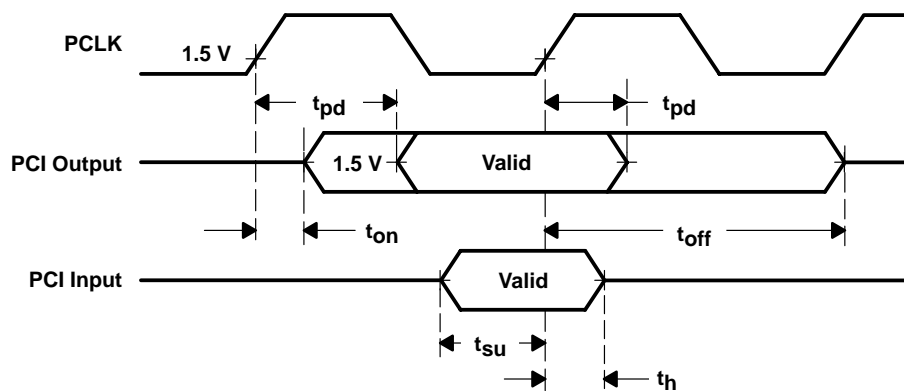 PCLK
1.5 V
tpd
tpd
PCI Output
1.5 V
Valid
ton
toff
PCI Input
Valid
tsu
th